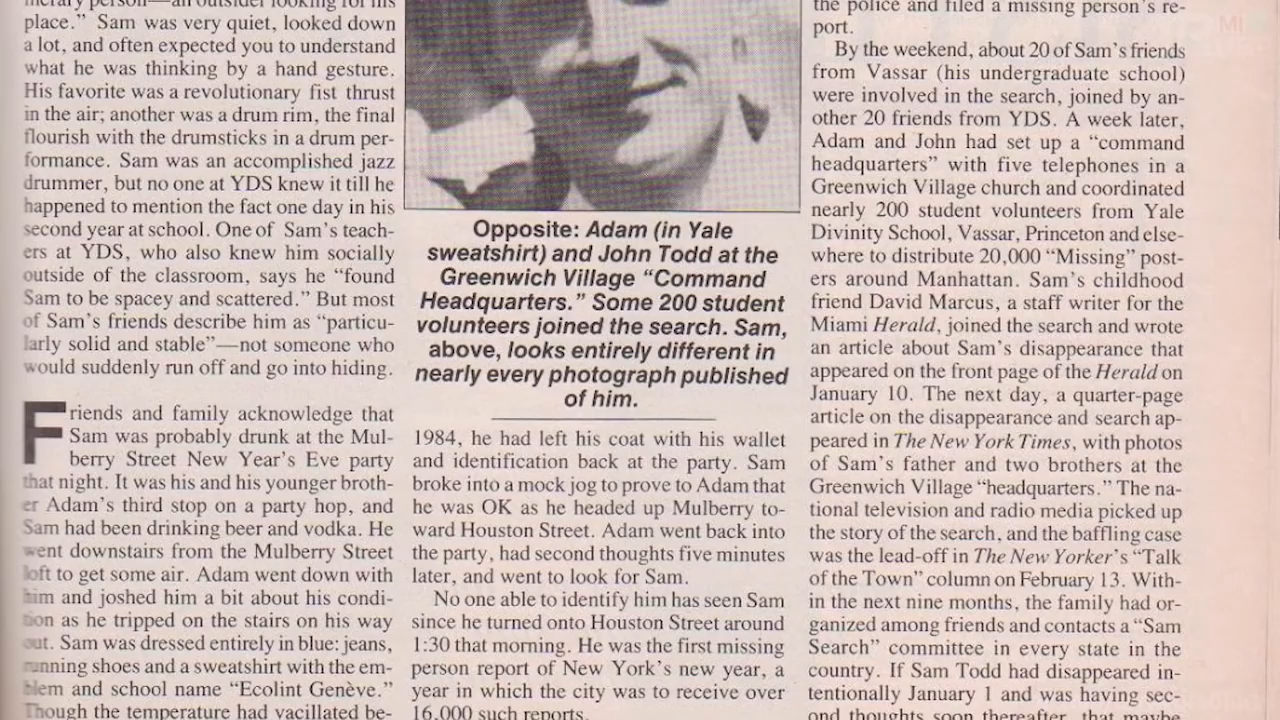 place." Sam was very quiet, looked down
a lot, and often expected you to understand
what he was thinking by a hand gesture.
His favorite was a revolutionary fist thrust
in the air; another was a drum rim, the final
flourish with the drumsticks in a drum per-
formance. Sam was an accomplished jazz
drummer, but no one at YDS knew it till he
happened to mention the fact one day in his
second year at school. One of Sam's teach-
ers at YDS, who also knew him socially
outside of the classroom, says he "found
Sam to be spacey and scattered." But most
of Sam's friends describe him as "particu-
larly solid and stable"—not someone who
would suddenly run off and go into hiding.
Friends and family acknowledge that
Sam was probably drunk at the Mul-
berry Street New Year's Eve party
that night. It was his and his younger broth-
er Adam's third stop on a party hop, and
Sam had been drinking beer and vodka. He
went downstairs from the Mulberry Street
loft to get some air. Adam went down with
him and joshed him a bit about his condi-
tion as he tripped on the stairs on his way
out. Sam was dressed entirely in blue: jeans,
running shoes and a sweatshirt with the em-
blem and school name "Ecolint Genève."
Though the temperature had vacillated be-
Opposite: Adam (in Yale
sweatshirt) and John Todd at the
Greenwich Village "Command
Headquarters." Some 200 student
volunteers joined the search. Sam,
above, looks entirely different in
nearly every photograph published
of him.
1984, he had left his coat with his wallet
and identification back at the party. Sam
broke into a mock jog to prove to Adam that
he was OK as he headed up Mulberry to-
ward Houston Street. Adam went back into
the party, had second thoughts five minutes
later, and went to look for Sam.
No one able to identify him has seen Sam
since he turned onto Houston Street around
1:30 that morning. He was the first missing
person report of New York's new year, a
year in which the city was to receive over
16,000 such reports.
the police and filed a missing person's re-
port.
By the weekend, about 20 of Sam's friends
from Vassar (his undergraduate school)
were involved in the search, joined by an-
other 20 friends from YDS. A week later,
Adam and John had set up a "command
headquarters" with five telephones in a
Greenwich Village church and coordinated
nearly 200 student volunteers from Yale
Divinity School, Vassar, Princeton and else-
where to distribute 20,000 "Missing" post-
ers around Manhattan. Sam's childhood
friend David Marcus, a staff writer for the
Miami Herald, joined the search and wrote
an article about Sam's disappearance that
appeared on the front page of the Herald on
January 10. The next day, a quarter-page
article on the disappearance and search ap-
peared in The New York Times, with photos
of Sam's father and two brothers at the
Greenwich Village "headquarters." The na-
tional television and radio media picked up
the story of the search, and the baffling case
was the lead-off in The New Yorker's "Talk
of the Town" column on February 13. With-
in the next nine months, the family had or-
ganized among friends and contacts a "Sam
Search" committee in every state in the
country. If Sam Todd had disappeared in-
tentionally January 1 and was having sec-
ond thoughts soon thereafter, that maybe